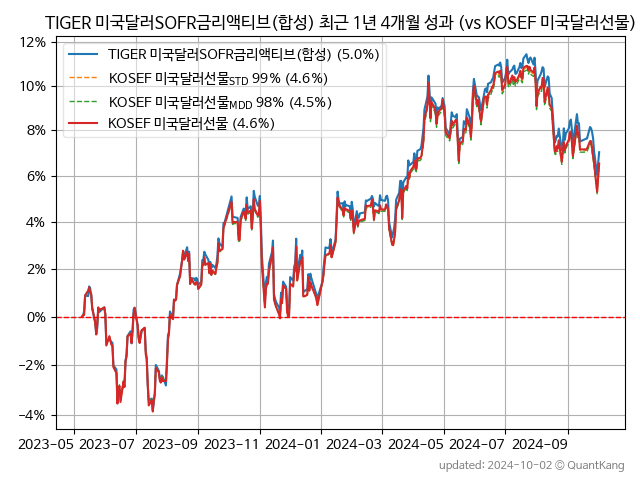 TIGER 미국달러SOFR금리액티브(합성) 최근 1년 4개월 성과 (vs KOSEF 미국달러선물)
12%
10%
8%
6%
4%
2%
0%
−2%
−4%
TIGER 미국달러SOFR금리액티브(합성) (5.0%)
KOSEF 미국달러선물STD 99% (4.6%)
KOSEF 미국달러선물MDD 98% (4.5%)
KOSEF 미국달러선물 (4.6%)
2023-05 2023-07 2023-09 2023-11 2024-01 2024-03 2024-05 2024-07 2024-09
updated: 2024-10-02 © QuantKang